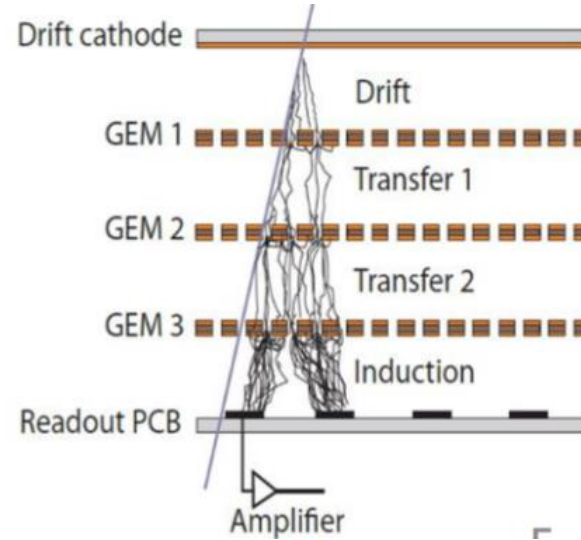 Drift cathode
Drift
GEM 1
Transfer 1
GEM 2
Transfer 2
GEM 3
Induction
Readout PCB
Amplifier